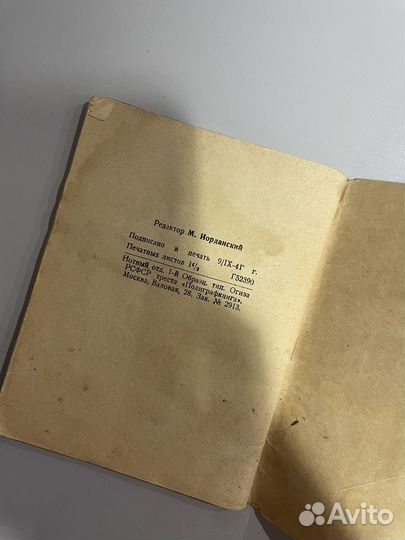 Редактор М. Иорданский
Подписано в печать 9/IX-41 г.
Печатных листов 1¹/₂ Г52390
Нотный отд. 1-й Образц. тип. Огиза
РСФСР треста «Полиграфкнига».
Москва, Валовая, 28. Зак. № 2913.
Avito